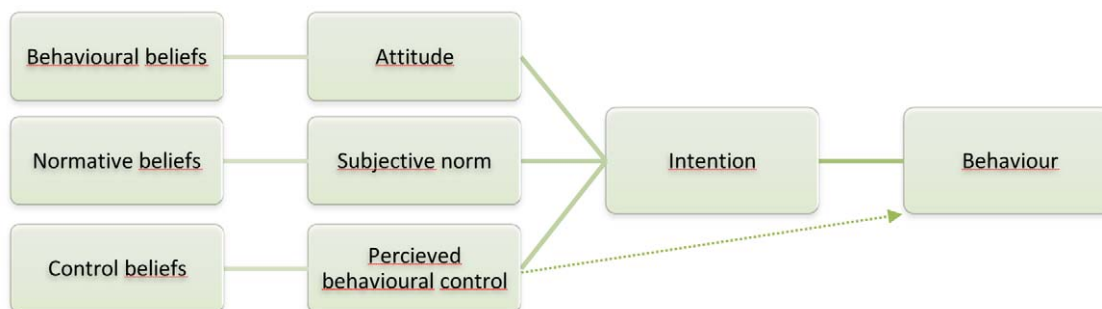 Behavioural beliefs
Attitude
Normative beliefs
Subjective norm
Intention
Behaviour
Control beliefs
Percieved
behavioural control